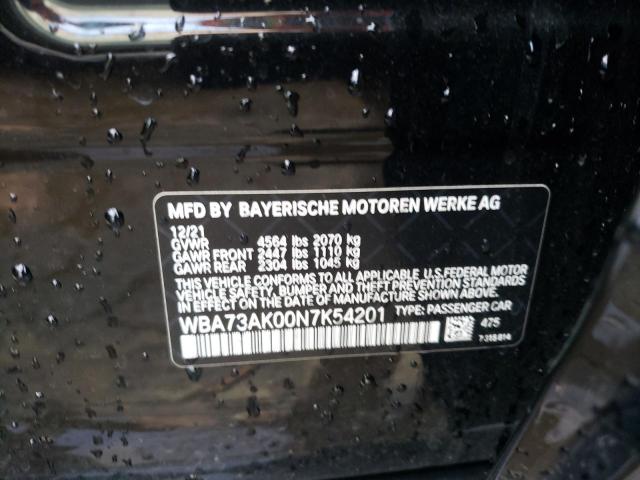 MFD BY BAYERISCHE MOTOREN WERKE AG
12/21
GVWR 4564 lbs 2070 kg
GAWR FRONT 2447 lbs 1110 kg
GAWR REAR 2304 lbs 1045 kg
THIS VEHICLE CONFORMS TO ALL APPLICABLE U.S. FEDERAL MOTOR
VEHICLE SAFETY, BUMPER AND THEFT PREVENTION STANDARDS
IN EFFECT ON THE DATE OF MANUFACTURE SHOWN ABOVE.
WBA73AK00N7K54201 TYPE: PASSENGER CAR
475